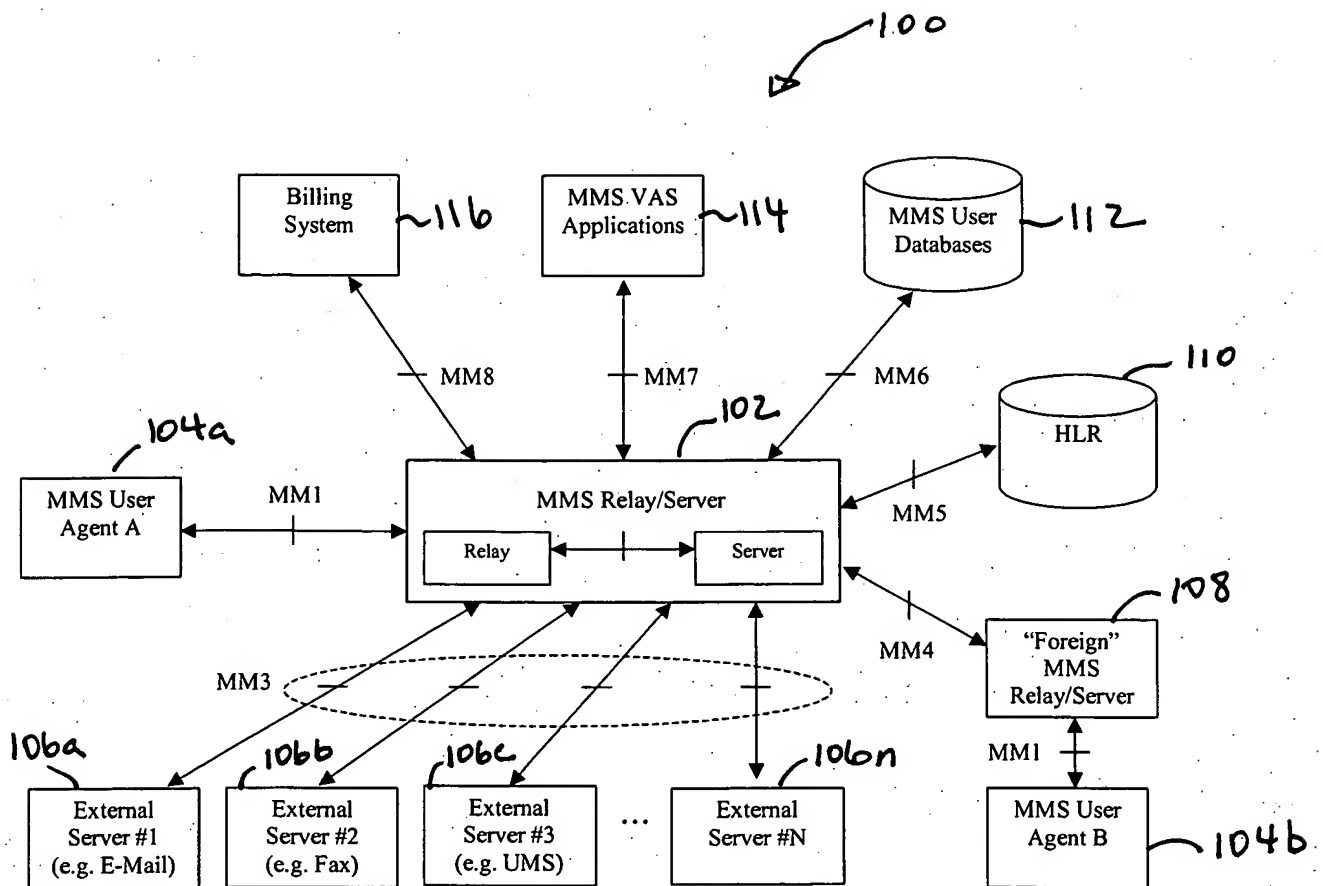 100
Billing
System
116
MMS VAS
Applications
114
MMS User
Databases
112
MM8
MM7
MM6
110
HLR
102
104a
MMS User
Agent A
MM1
MMS Relay/Server
Relay
Server
MM5
MM4
108
"Foreign"
MMS
Relay/Server
MM3
MM1
106a
External
Server #1
(e.g. E-Mail)
106b
External
Server #2
(e.g. Fax)
106c
External
Server #3
(e.g. UMS)
...
106n
External
Server #N
MMS User
Agent B
104b